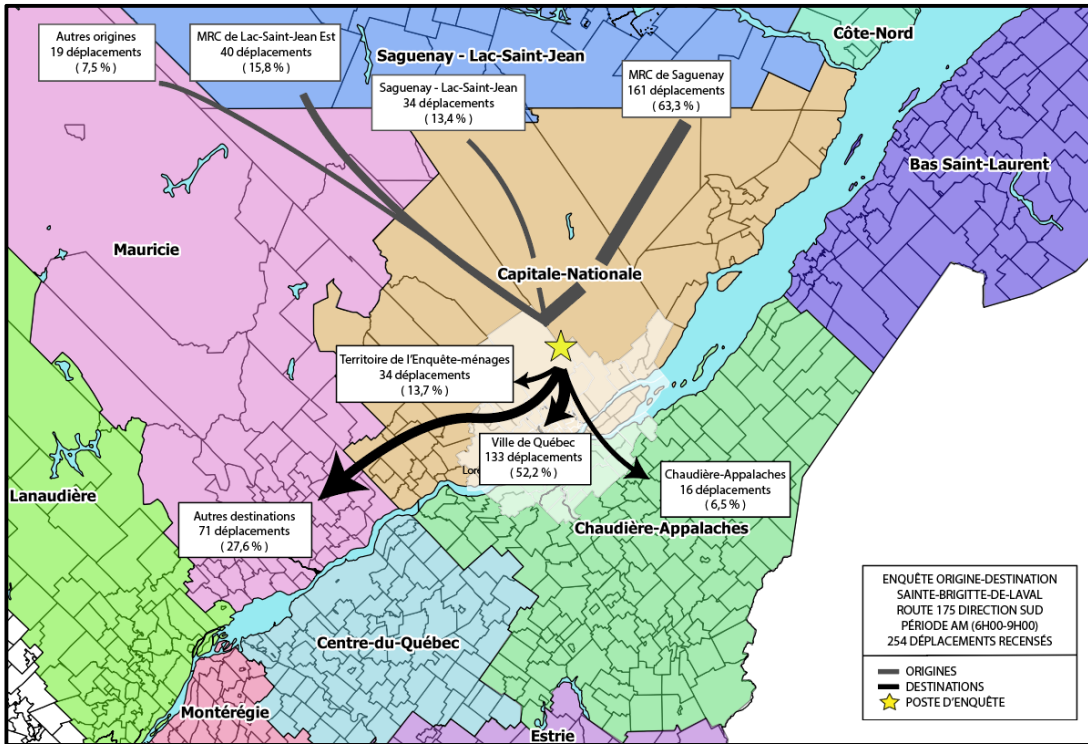 Autres origines
19 déplacements
( 7,5 % )
MRC de Lac-Saint-Jean Est
40 déplacements
( 15,8 % )
Saguenay - Lac-Saint-Jean
Saguenay - Lac-Saint-Jean
34 déplacements
( 13,4 % )
MRC de Saguenay
161 déplacements
( 63,3 % )
Côte-Nord
Bas Saint-Laurent
Mauricie
Capitale-Nationale
Territoire de l'Enquête-ménages
34 déplacements
( 13,7 % )
Ville de Québec
133 déplacements
( 52,2 % )
Chaudière-Appalaches
16 déplacements
( 6,5 % )
Lanaudière
Autres destinations
71 déplacements
( 27,6 % )
Chaudière-Appalaches
Centre-du-Québec
Montérégie
Estrie
ENQUÊTE ORIGINE-DESTINATION
SAINTE-BRIGITTE-DE-LAVAL
ROUTE 175 DIRECTION SUD
PÉRIODE AM (6H00-9H00)
254 DÉPLACEMENTS RECENSÉS
ORIGINES
DESTINATIONS
POSTE D'ENQUÊTE